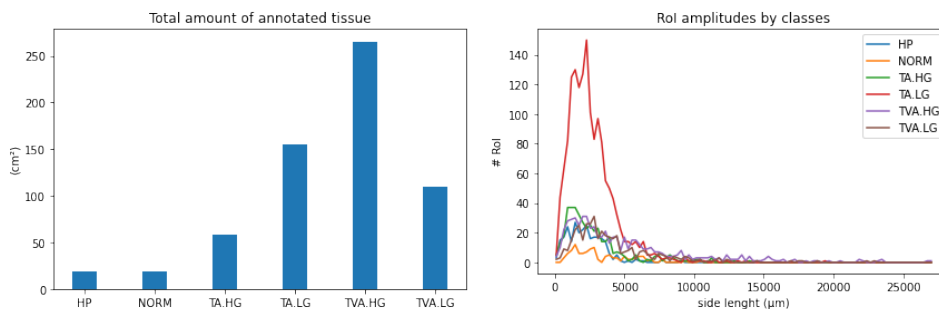 Total amount of annotated tissue
(cm²)
250
200
150
100
50
0
HP NORM TA.HG TA.LG TVA.HG TVA.LG
RoI amplitudes by classes
# RoI
140
120
100
80
60
40
20
0
HP
NORM
TA.HG
TA.LG
TVA.HG
TVA.LG
0 5000 10000 15000 20000 25000
side lenght (μm)